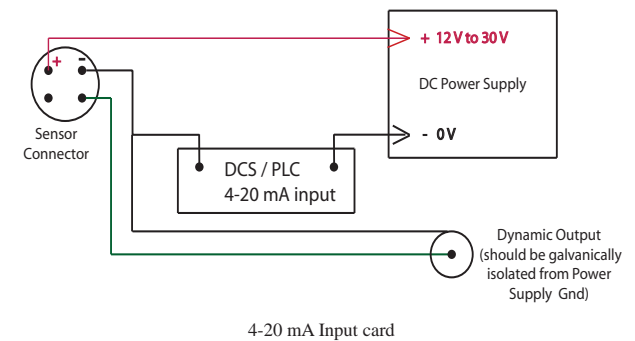 + 12 V to 30 V
DC Power Supply
- 0 V
+ -
Sensor
Connector
DCS / PLC
4-20 mA input
Dynamic Output
(should be galvanically
isolated from Power
Supply Gnd)
4-20 mA Input card